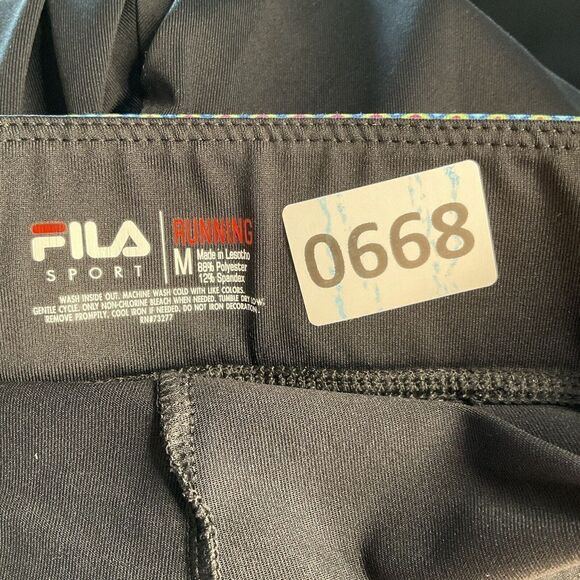 FILA
SPORT
RUNNING
M
Made in Lesotho
88% Polyester
12% Spandex
WASH INSIDE OUT. MACHINE WASH COLD WITH LIKE COLORS.
GENTLE CYCLE. ONLY NON-CHLORINE BLEACH WHEN NEEDED. TUMBLE DRY LOW.
REMOVE PROMPTLY. COOL IRON IF NEEDED. DO NOT IRON DECORATION.
RN#73277
0668